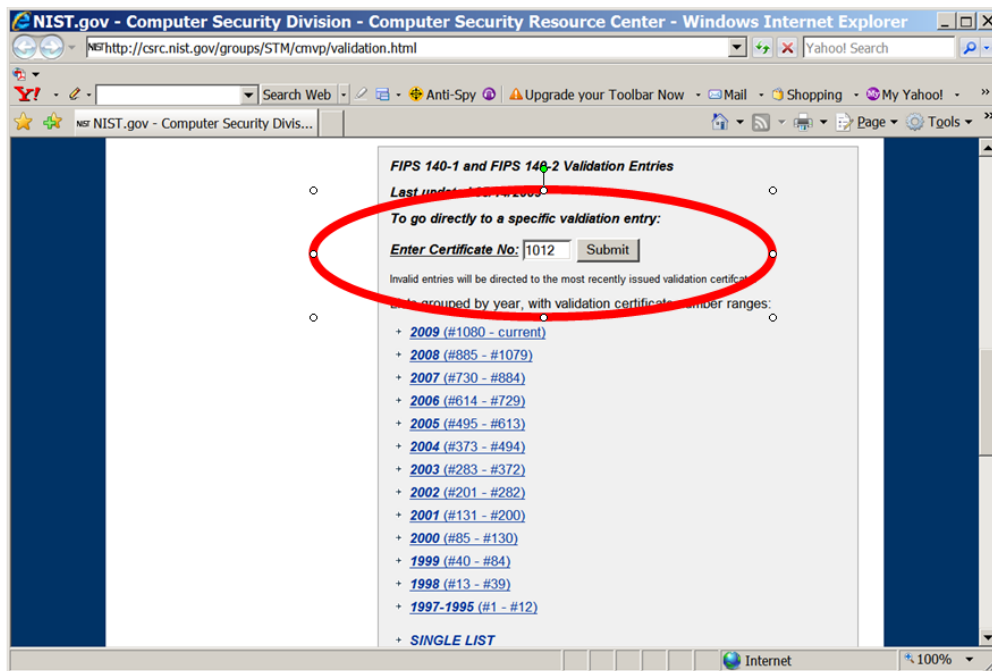 NIST.gov - Computer Security Division - Computer Security Resource Center - Windows Internet Explorer
NIST http://csrc.nist.gov/groups/STM/cmvp/validation.html Yahoo! Search
Y! Search Web Anti-Spy Upgrade your Toolbar Now Mail Shopping My Yahoo! »
NIST NIST.gov - Computer Security Divis... Page Tools »
FIPS 140-1 and FIPS 140-2 Validation Entries
Last updated
To go directly to a specific valdiation entry:
Enter Certificate No: 1012 Submit
Invalid entries will be directed to the most recently issued validation
grouped by year, with validation certificate number ranges:
+ 2009 (#1080 - current)
+ 2008 (#885 - #1079)
+ 2007 (#730 - #884)
+ 2006 (#614 - #729)
+ 2005 (#495 - #613)
+ 2004 (#373 - #494)
+ 2003 (#283 - #372)
+ 2002 (#201 - #282)
+ 2001 (#131 - #200)
+ 2000 (#85 - #130)
+ 1999 (#40 - #84)
+ 1998 (#13 - #39)
+ 1997-1995 (#1 - #12)
+ SINGLE LIST
Internet 100%